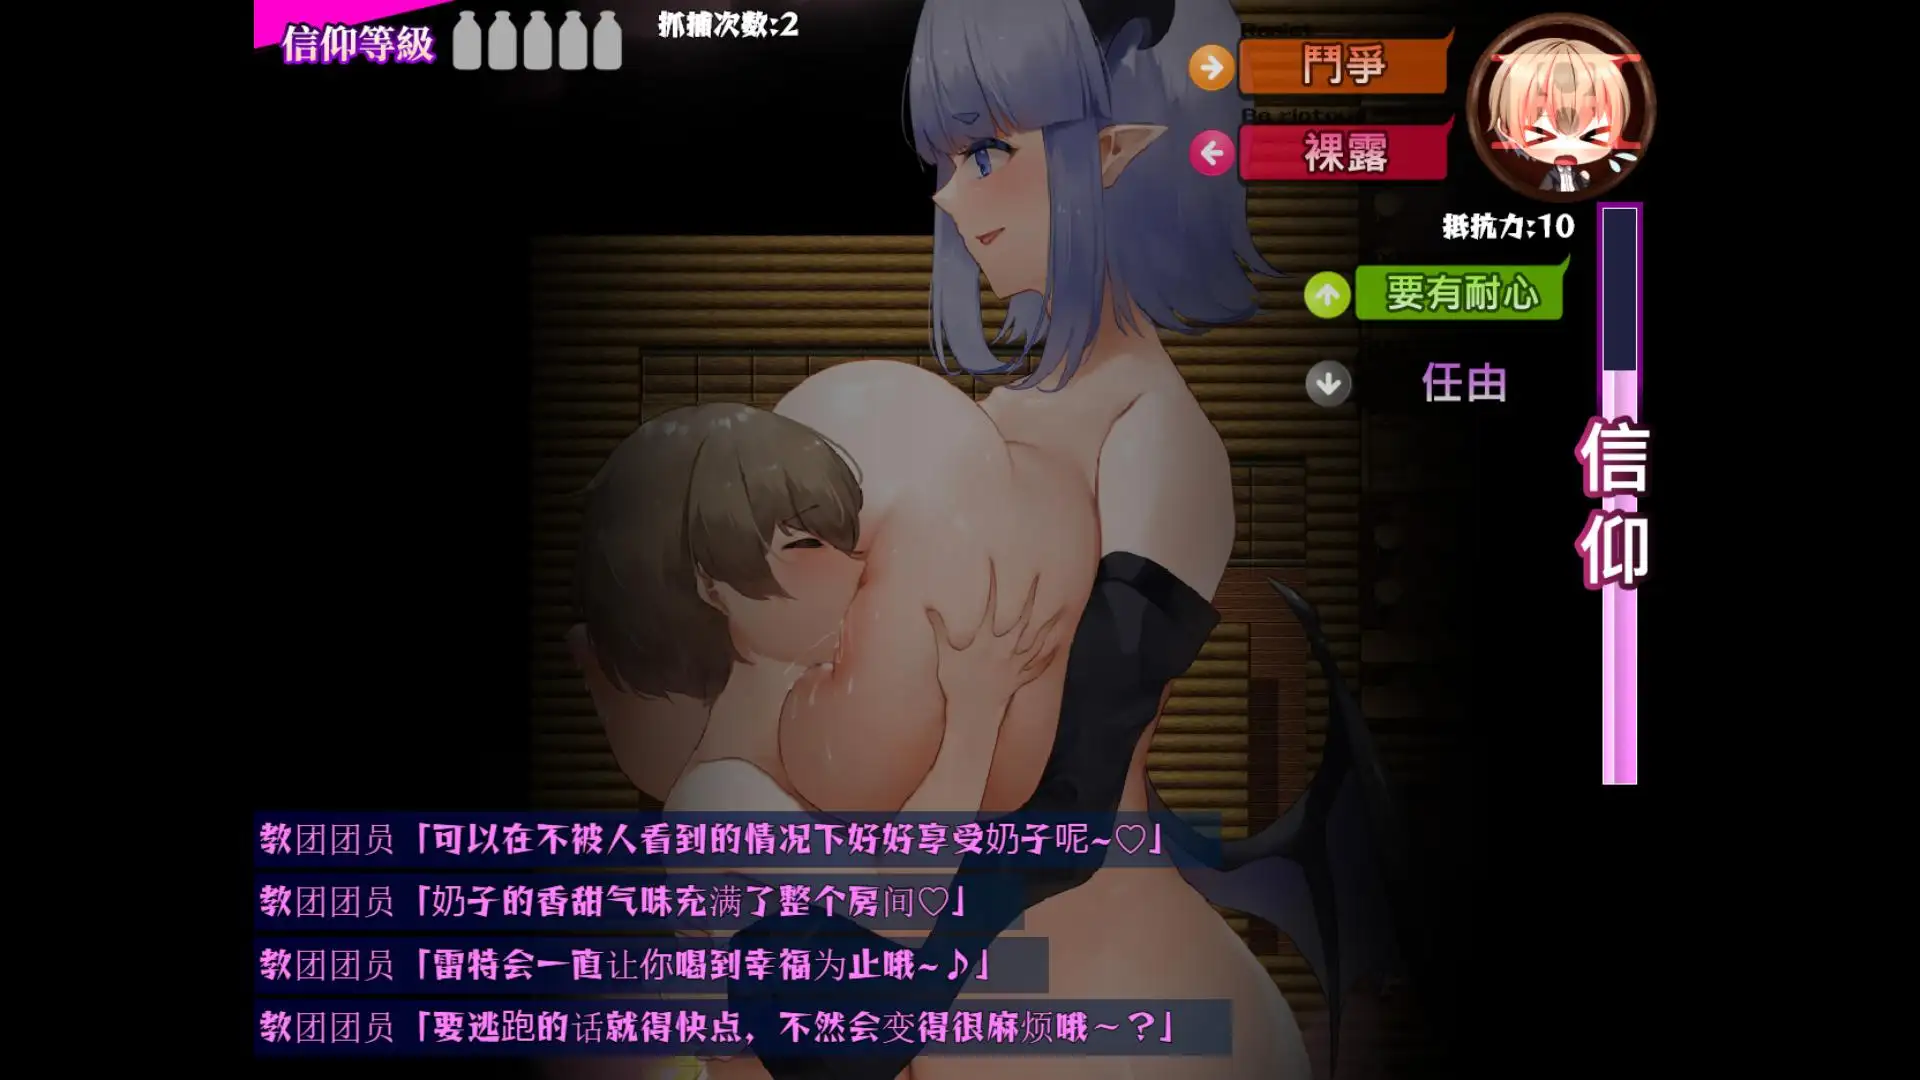 信仰等級
抓捕次数:2
鬥爭
裸露
抵抗力:10
要有耐心
任由
信仰
教团团员「可以在不被人看到的情况下好好享受奶子呢~♡」
教团团员「奶子的香甜气味充满了整个房间♡」
教团团员「雷特会一直让你喝到幸福为止哦~♪」
教团团员「要逃跑的话就得快点，不然会变得很麻烦哦～？」